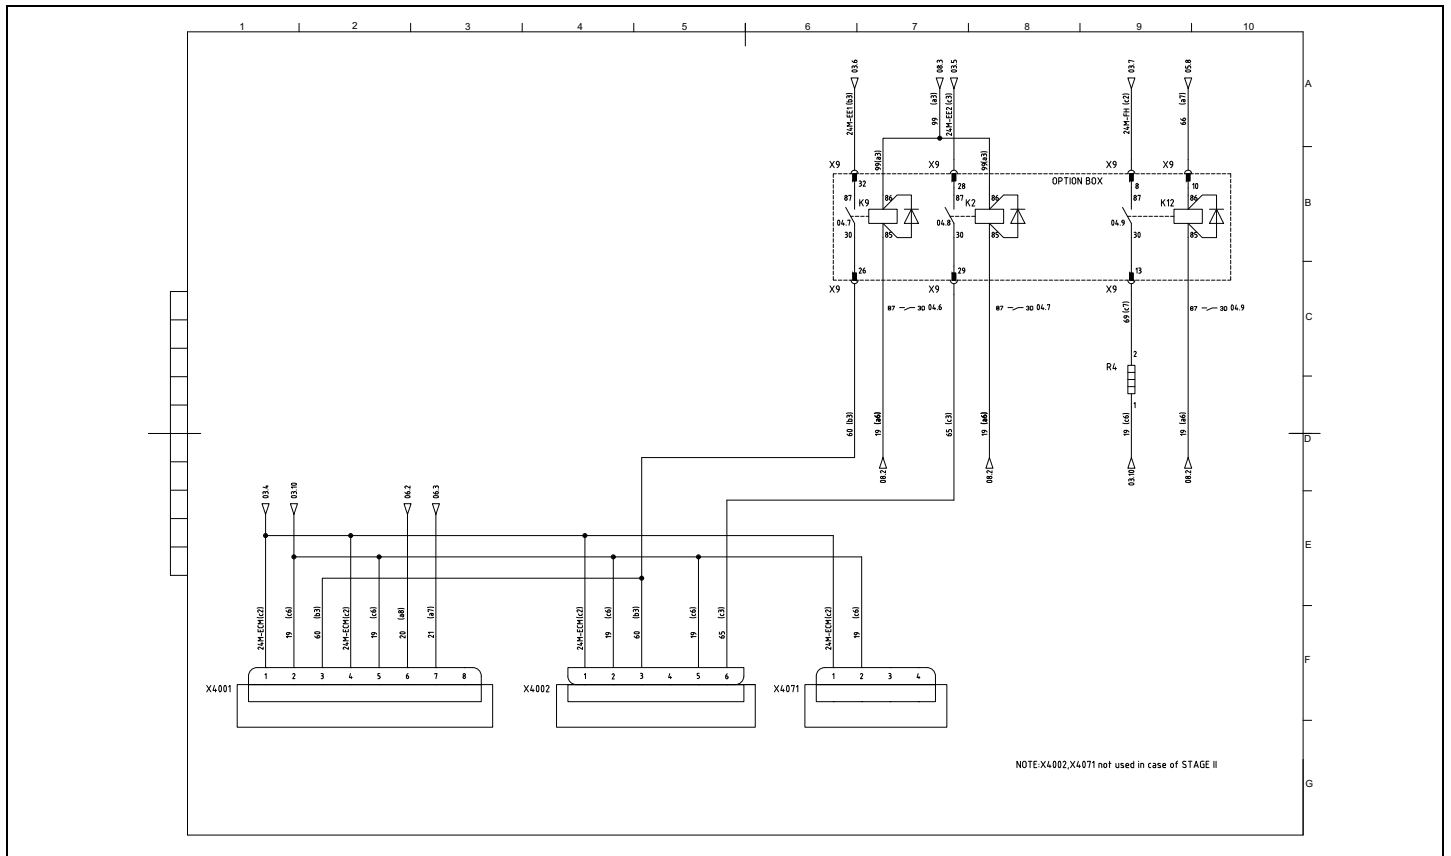 1 2 3 4 5 6 7 8 9 10
A
B
C
D
E
F
G
03.6
08.3
03.5
03.7
05.8
24M-EE1 (b3)
99 (a3)
24M-EE2 (c3)
24M-FH (c2)
66 (a7)
99(a3)
99(a3)
X9
X9
X9
X9
OPTION BOX
32
28
8
10
87
K9
86
87
K2
86
87
K12
86
04.7
04.8
04.9
30
85
30
85
30
85
26
29
13
X9
X9
X9
87 30 04.6
87 30 04.7
87 30 04.9
69 (c7)
2
R4
1
60 (b3)
19 (a6)
65 (c3)
19 (a6)
19 (c6)
19 (a6)
08.2
08.2
03.10
08.2
03.4
03.10
06.2
06.3
24M-ECM(c2)
19 (c6)
60 (b3)
24M-ECM(c2)
19 (c6)
20 (a8)
21 (a7)
24M-ECM(c2)
19 (c6)
60 (b3)
19 (c6)
65 (c3)
24M-ECM(c2)
19 (c6)
X4001
1 2 3 4 5 6 7 8
X4002
1 2 3 4 5 6
X4071
1 2 3 4
NOTE:X4002,X4071 not used in case of STAGE II